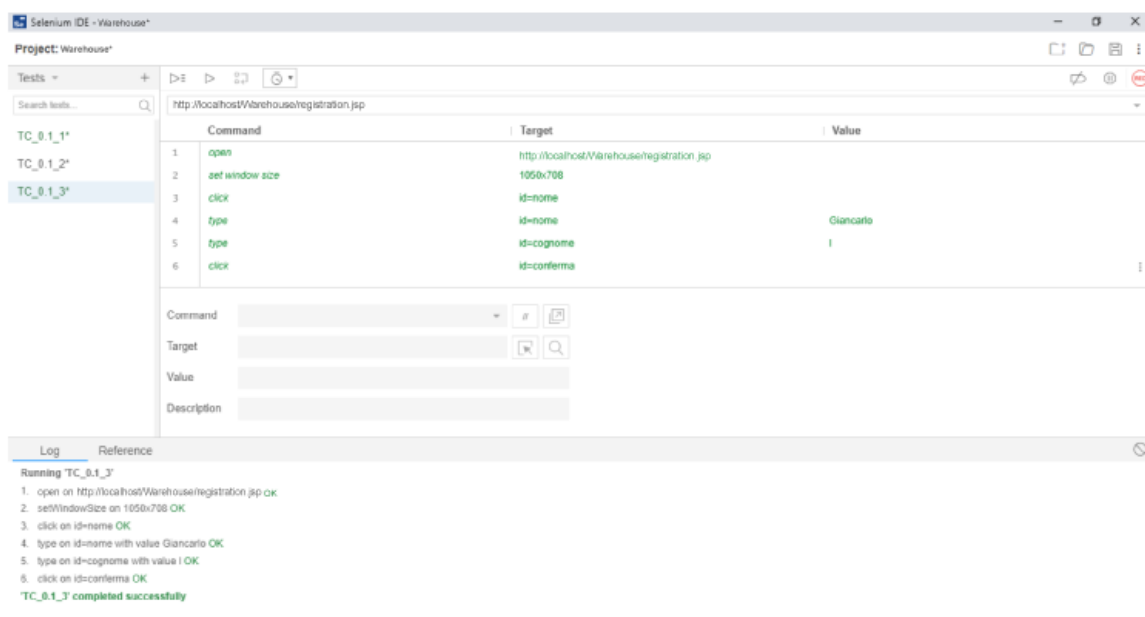 Selenium IDE - Warehouse*
Project: Warehouse*
Tests
Search tests...
http://localhost/Warehouse/registration.jsp
TC_0.1_1*
TC_0.1_2*
TC_0.1_3*
Command Target Value
1 open http://localhost/Warehouse/registration.jsp
2 set window size 1050x708
3 click id=nome
4 type id=nome Giancarlo
5 type id=cognome I
6 click id=conferma
Command
//
Target
Value
Description
Log Reference
Running 'TC_0.1_3'
1. open on http://localhost/Warehouse/registration.jsp OK
2. setWindowSize on 1050x708 OK
3. click on id=nome OK
4. type on id=nome with value Giancarlo OK
5. type on id=cognome with value I OK
6. click on id=conferma OK
'TC_0.1_3' completed successfully